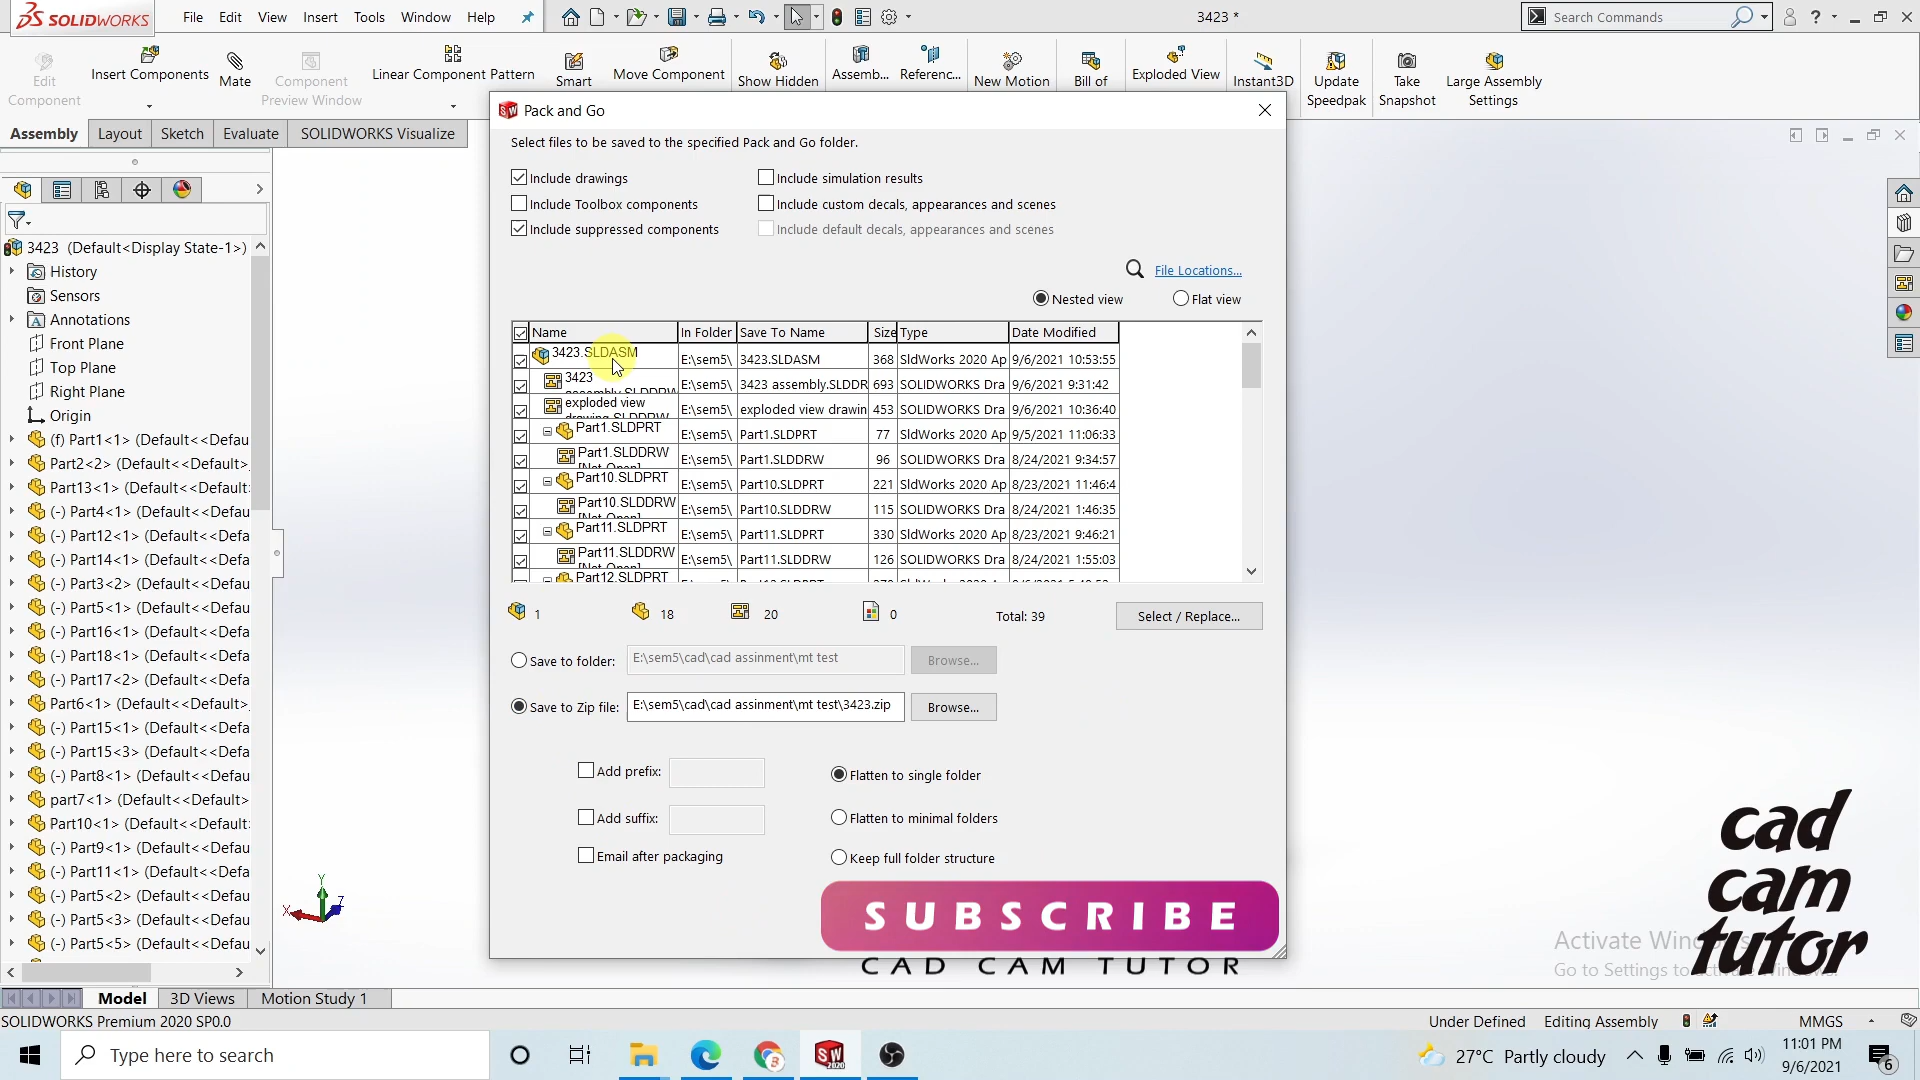 SOLIDWORKS File Edit View Insert Tools Window Help 3423 * Search Commands
Edit Component
Insert Components
Mate
Component Preview Window
Linear Component Pattern
Smart
Move Component
Show Hidden
Assemb...
Referenc...
New Motion
Bill of
Exploded View
Instant3D
Update Speedpak
Take Snapshot
Large Assembly Settings
Assembly Layout Sketch Evaluate SOLIDWORKS Visualize
3423 (Default<Display State-1>)
History
Sensors
Annotations
Front Plane
Top Plane
Right Plane
Origin
(f) Part1<1> (Default<<Defau
Part2<2> (Default<<Default>
Part13<1> (Default<<Default
(-) Part4<1> (Default<<Defau
(-) Part12<1> (Default<<Defa
(-) Part14<1> (Default<<Defa
(-) Part3<2> (Default<<Defau
(-) Part5<1> (Default<<Defau
(-) Part16<1> (Default<<Defa
(-) Part18<1> (Default<<Defa
(-) Part17<2> (Default<<Defa
Part6<1> (Default<<Default>
(-) Part15<1> (Default<<Defa
(-) Part15<3> (Default<<Defa
(-) Part8<1> (Default<<Defau
part7<1> (Default<<Default>
Part10<1> (Default<<Default
(-) Part9<1> (Default<<Defau
(-) Part11<1> (Default<<Defa
(-) Part5<2> (Default<<Defau
(-) Part5<3> (Default<<Defau
(-) Part5<5> (Default<<Defau
Pack and Go
Select files to be saved to the specified Pack and Go folder.
Include drawings Include simulation results
Include Toolbox components Include custom decals, appearances and scenes
Include suppressed components Include default decals, appearances and scenes
File Locations...
Nested view Flat view
Name In Folder Save To Name Size Type Date Modified
3423.SLDASM E:\sem5\ 3423.SLDASM 368 SldWorks 2020 Ap 9/6/2021 10:53:55
3423 assembly.SLDDRW E:\sem5\ 3423 assembly.SLDDR 693 SOLIDWORKS Dra 9/6/2021 9:31:42
exploded view drawing.SLDDRW E:\sem5\ exploded view drawin 453 SOLIDWORKS Dra 9/6/2021 10:36:40
Part1.SLDPRT E:\sem5\ Part1.SLDPRT 77 SldWorks 2020 Ap 9/5/2021 11:06:33
Part1.SLDDRW [Not Open] E:\sem5\ Part1.SLDDRW 96 SOLIDWORKS Dra 8/24/2021 9:34:57
Part10.SLDPRT E:\sem5\ Part10.SLDPRT 221 SldWorks 2020 Ap 8/23/2021 11:46:4
Part10.SLDDRW [Not Open] E:\sem5\ Part10.SLDDRW 115 SOLIDWORKS Dra 8/24/2021 1:46:35
Part11.SLDPRT E:\sem5\ Part11.SLDPRT 330 SldWorks 2020 Ap 8/23/2021 9:46:21
Part11.SLDDRW [Not Open] E:\sem5\ Part11.SLDDRW 126 SOLIDWORKS Dra 8/24/2021 1:55:03
Part12.SLDPRT
1 18 20 0 Total: 39 Select / Replace...
Save to folder: E:\sem5\cad\cad assinment\mt test Browse...
Save to Zip file: E:\sem5\cad\cad assinment\mt test\3423.zip Browse...
Add prefix: Flatten to single folder
Add suffix: Flatten to minimal folders
Email after packaging Keep full folder structure
SUBSCRIBE
CAD CAM TUTOR
cad
cam
tutor
Activate Win
Go to Settings to
X Y Z
Model 3D Views Motion Study 1
SOLIDWORKS Premium 2020 SP0.0 Under Defined Editing Assembly MMGS
Type here to search 27°C Partly cloudy 11:01 PM
9/6/2021 6